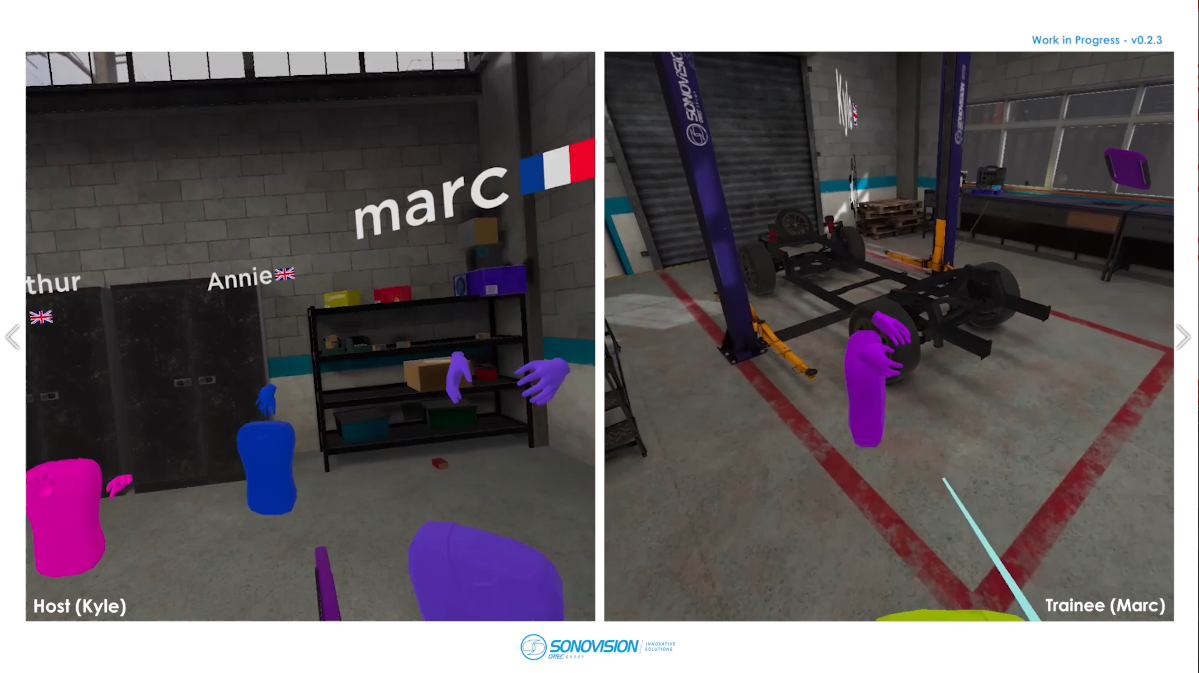 Work in Progress - v0.2.3
marc
thur
Annie
SONOVISION
SONOVISION
Host (Kyle)
Trainee (Marc)
SONOVISION
INNOVATIVE
SOLUTIONS
ORTEC GROUP